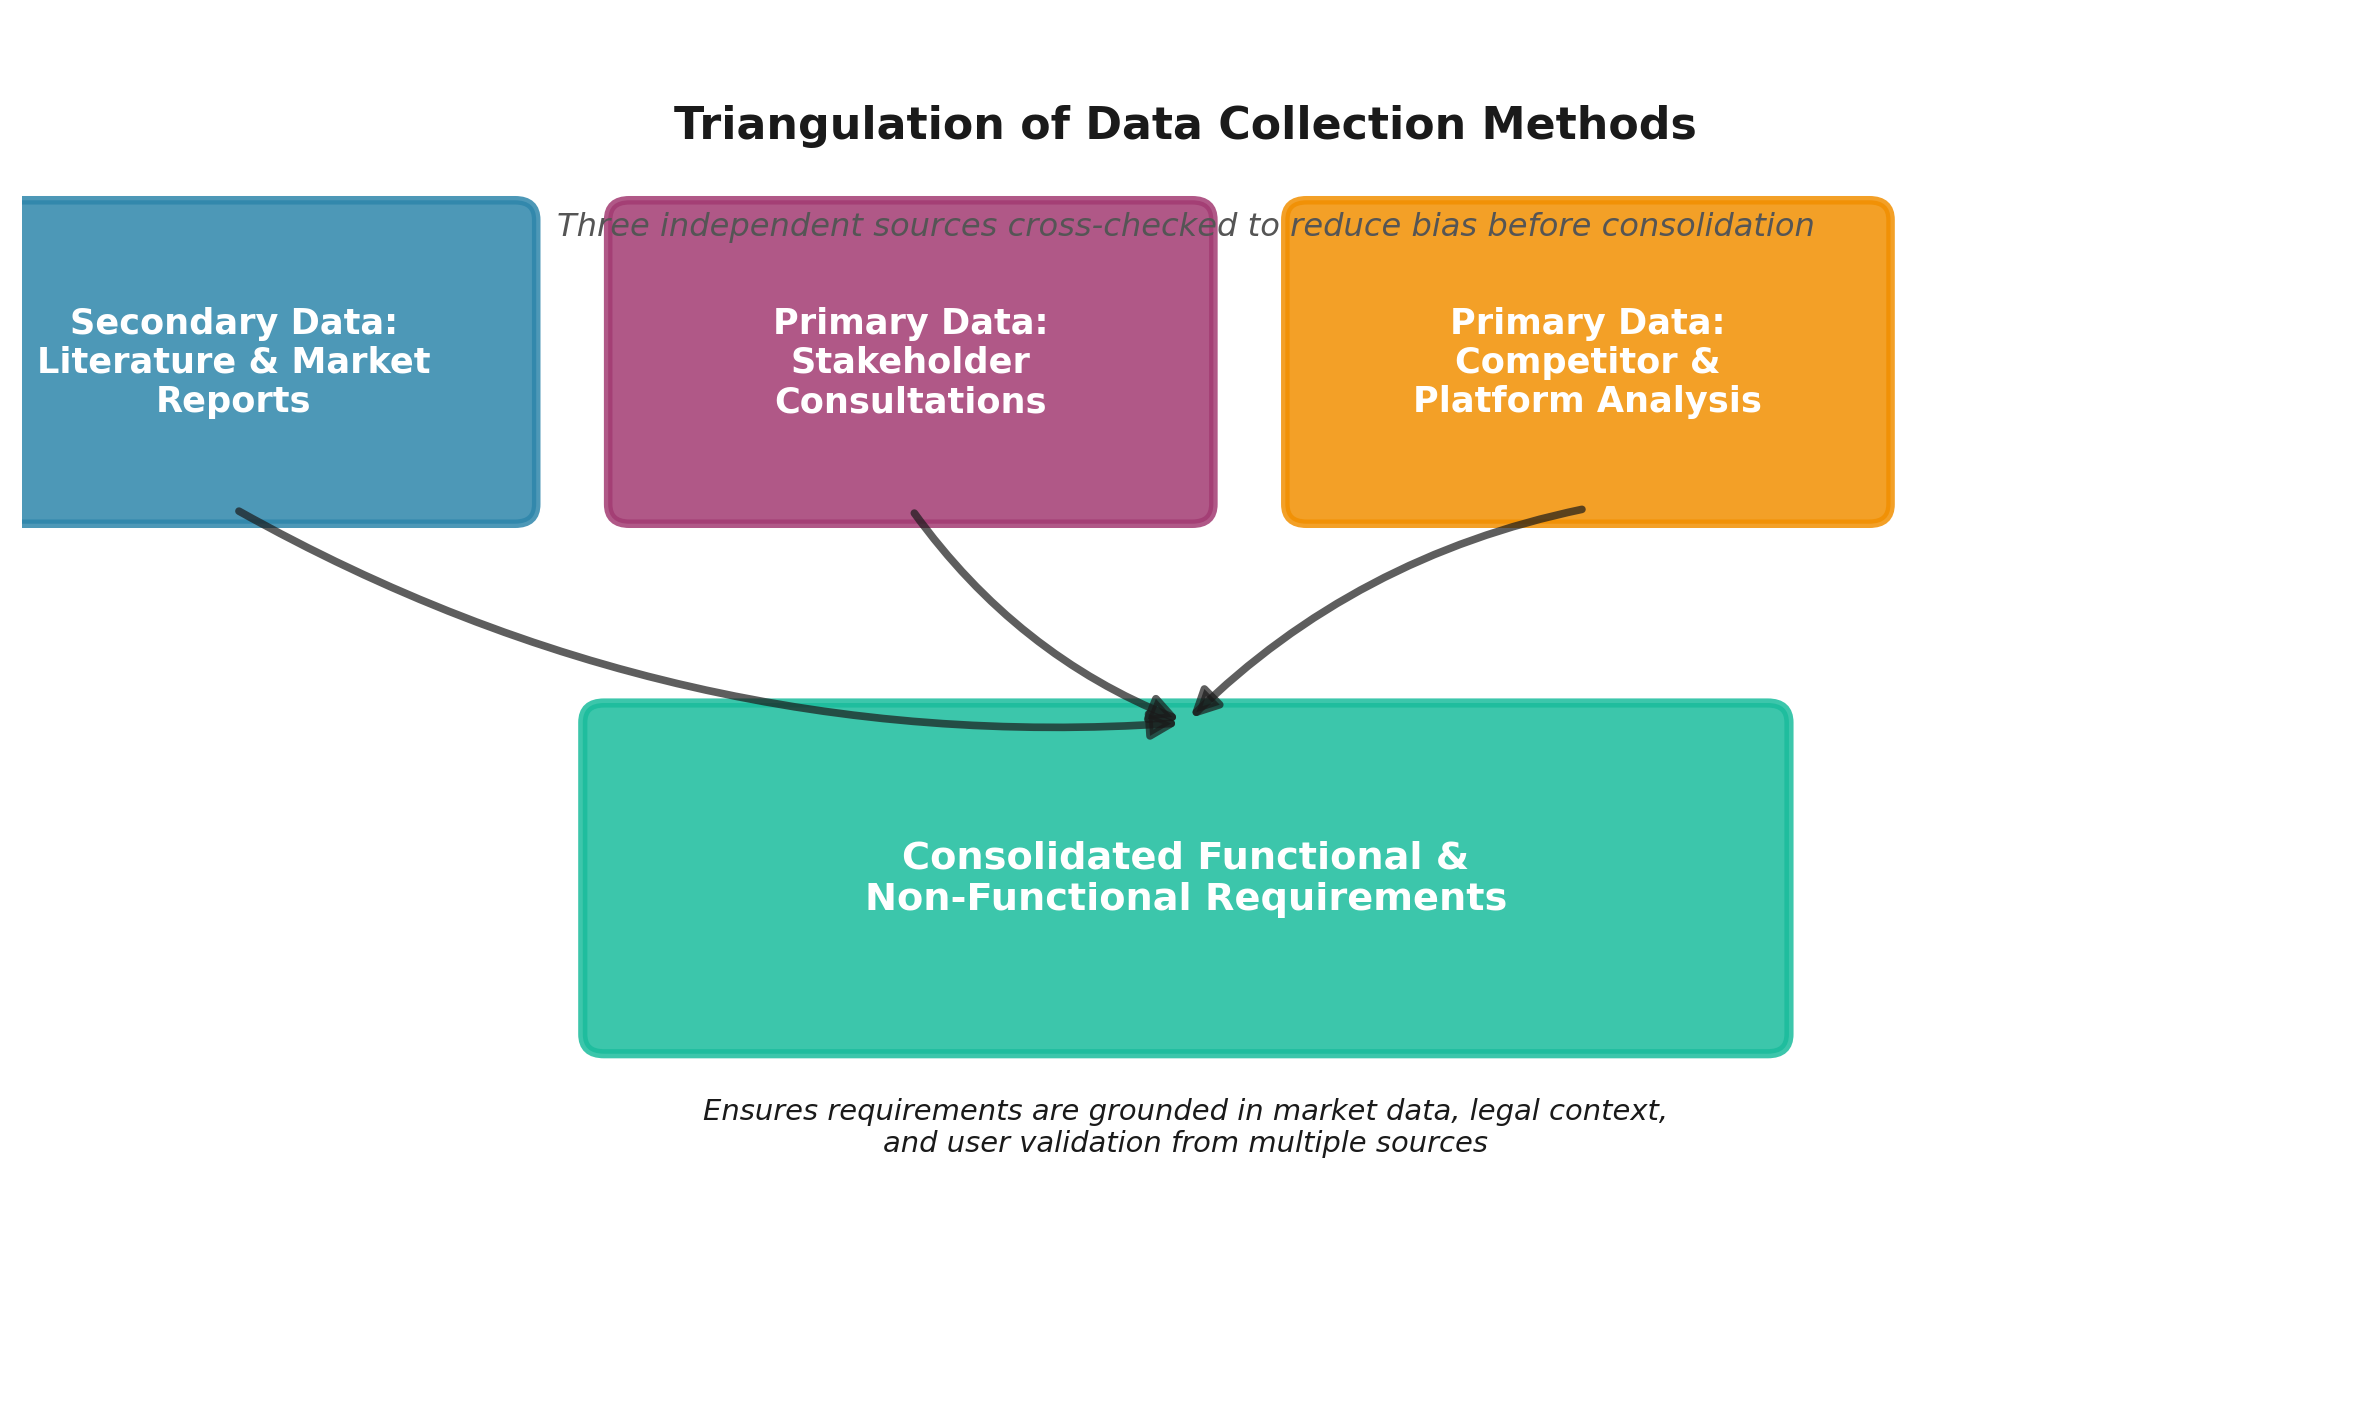 Triangulation of Data Collection Methods
Three independent sources cross-checked to reduce bias before consolidation
Secondary Data:
Literature & Market
Reports
Primary Data:
Stakeholder
Consultations
Primary Data:
Competitor &
Platform Analysis
Consolidated Functional &
Non-Functional Requirements
Ensures requirements are grounded in market data, legal context,
and user validation from multiple sources